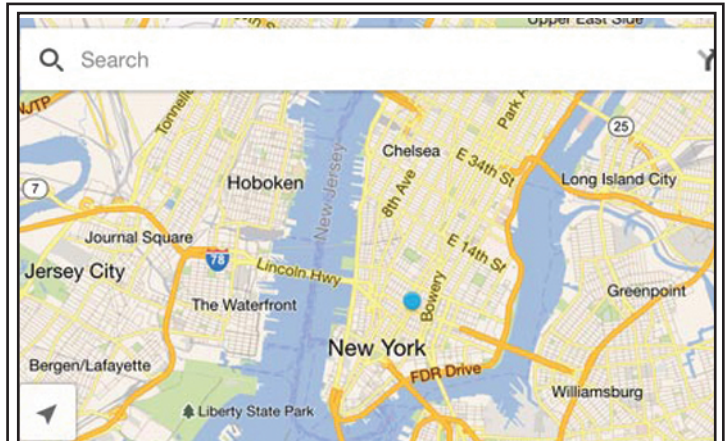 Upper East Side
Search
NJTP
Tonnelle
Park A
25
Chelsea
E 34th St
7
Hoboken
New Jersey
8th Ave
Long Island City
Journal Square
78
E 14th St
Jersey City
Lincoln Hwy
The Waterfront
Bowery
Greenpoint
New York
Bergen/Lafayette
FDR Drive
Williamsburg
Liberty State Park